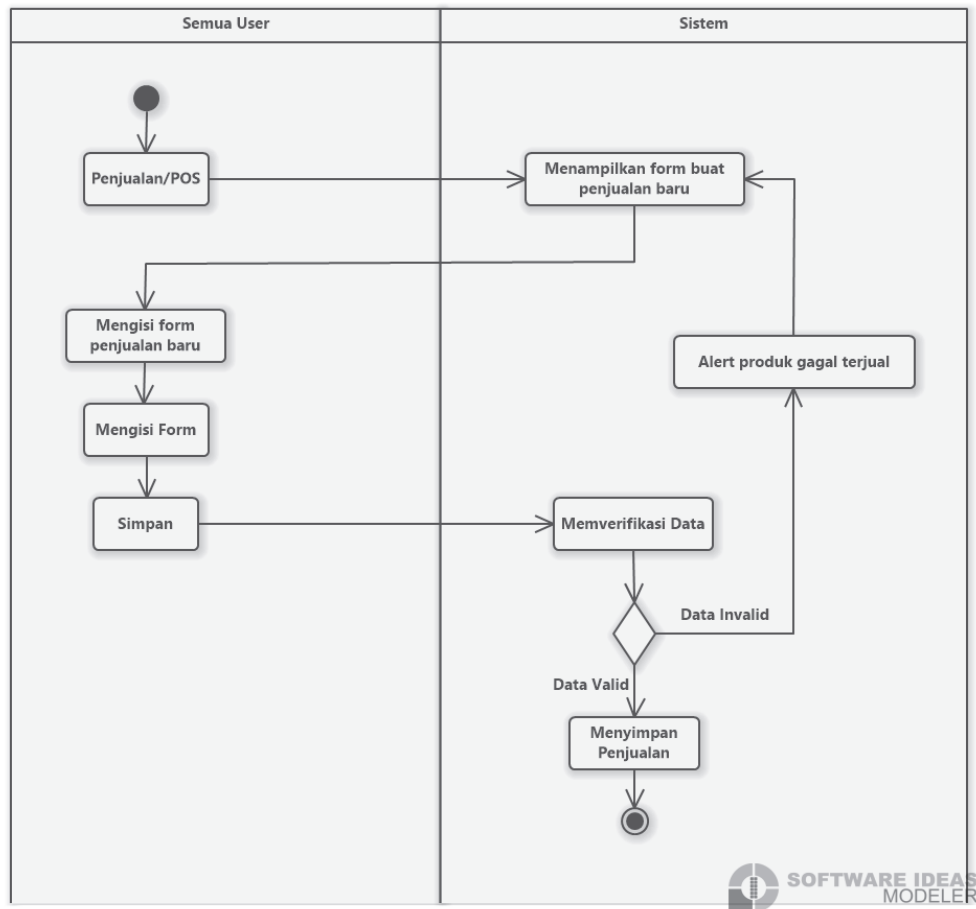 Semua User
Sistem
Penjualan/POS
Menampilkan form buat
penjualan baru
Mengisi form
penjualan baru
Alert produk gagal terjual
Mengisi Form
Simpan
Memverifikasi Data
Data Invalid
Data Valid
Menyimpan
Penjualan
SOFTWARE IDEAS
MODELER